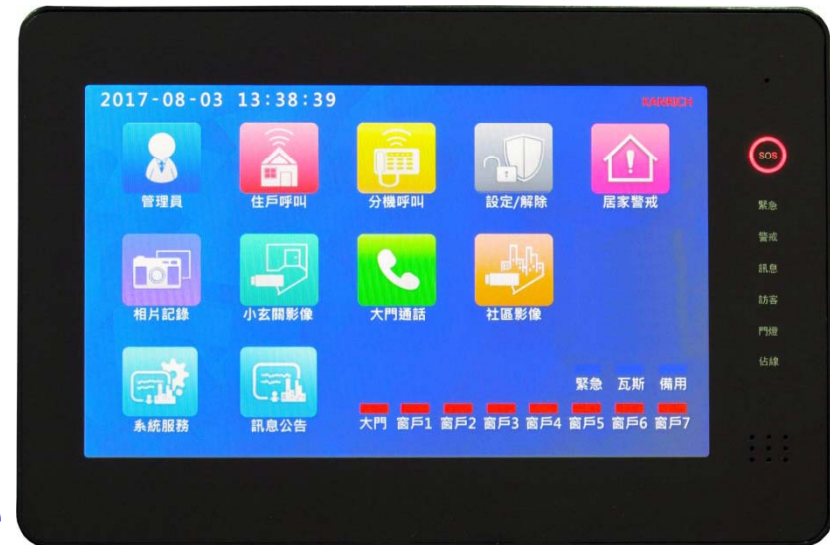 2017-08-03 13:38:39 KANRICH
管理員 住戶呼叫 分機呼叫 設定/解除 居家警戒
相片記錄 小玄關影像 大門通話 社區影像
緊急 瓦斯 備用
系統服務 訊息公告 大門 窗戶1 窗戶2 窗戶3 窗戶4 窗戶5 窗戶6 窗戶7
SOS
緊急
警戒
訊息
訪客
門燈
佔線